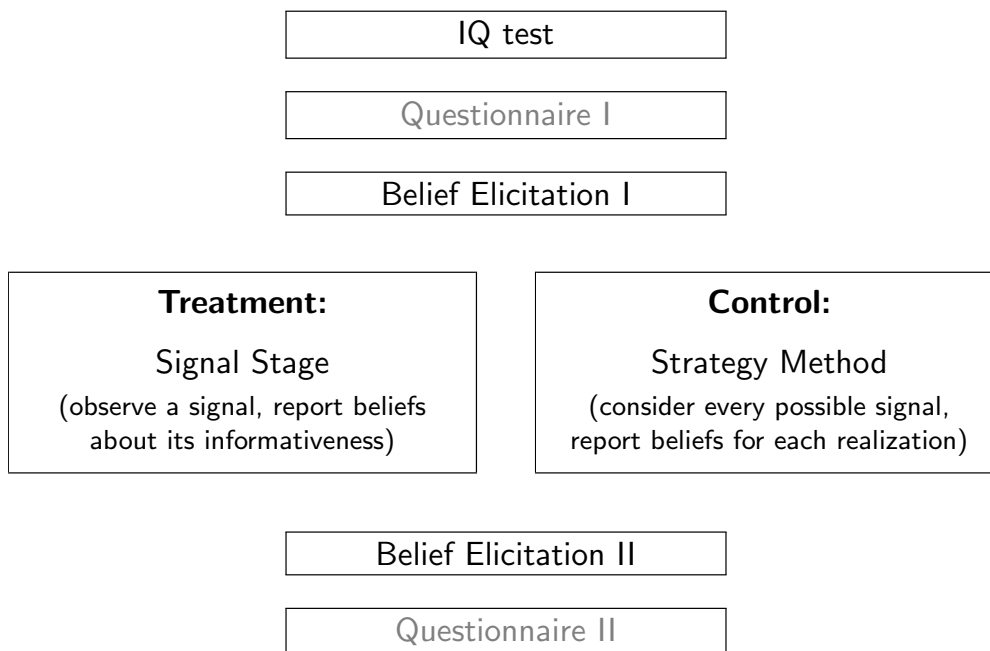 IQ test
Questionnaire I
Belief Elicitation I
Treatment:
Signal Stage
(observe a signal, report beliefs
about its informativeness)
Control:
Strategy Method
(consider every possible signal,
report beliefs for each realization)
Belief Elicitation II
Questionnaire II